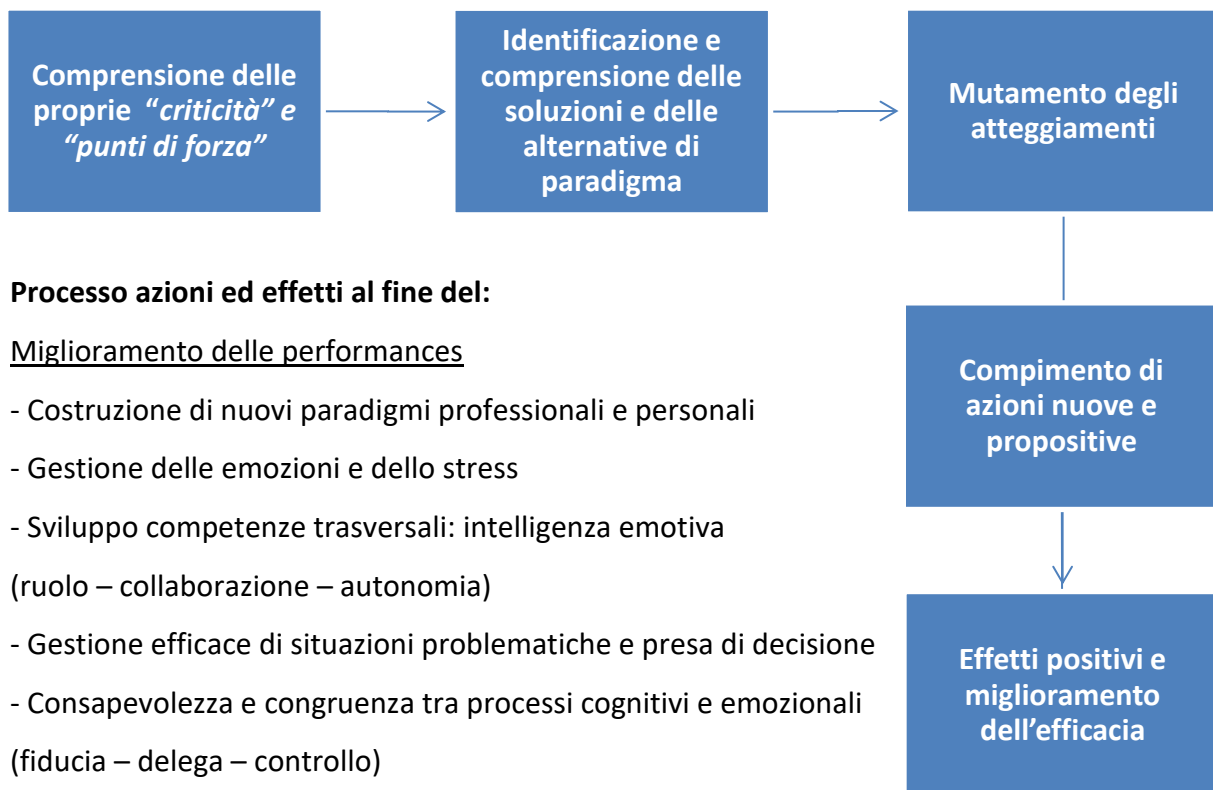 Comprensione delle
proprie “criticità” e
“punti di forza”
Identificazione e
comprensione delle
soluzioni e delle
alternative di
paradigma
Mutamento degli
atteggiamenti
Processo azioni ed effetti al fine del:
Miglioramento delle performances
- Costruzione di nuovi paradigmi professionali e personali
- Gestione delle emozioni e dello stress
- Sviluppo competenze trasversali: intelligenza emotiva
(ruolo – collaborazione – autonomia)
- Gestione efficace di situazioni problematiche e presa di decisione
- Consapevolezza e congruenza tra processi cognitivi e emozionali
(fiducia – delega – controllo)
Compimento di
azioni nuove e
propositive
Effetti positivi e
miglioramento
dell’efficacia